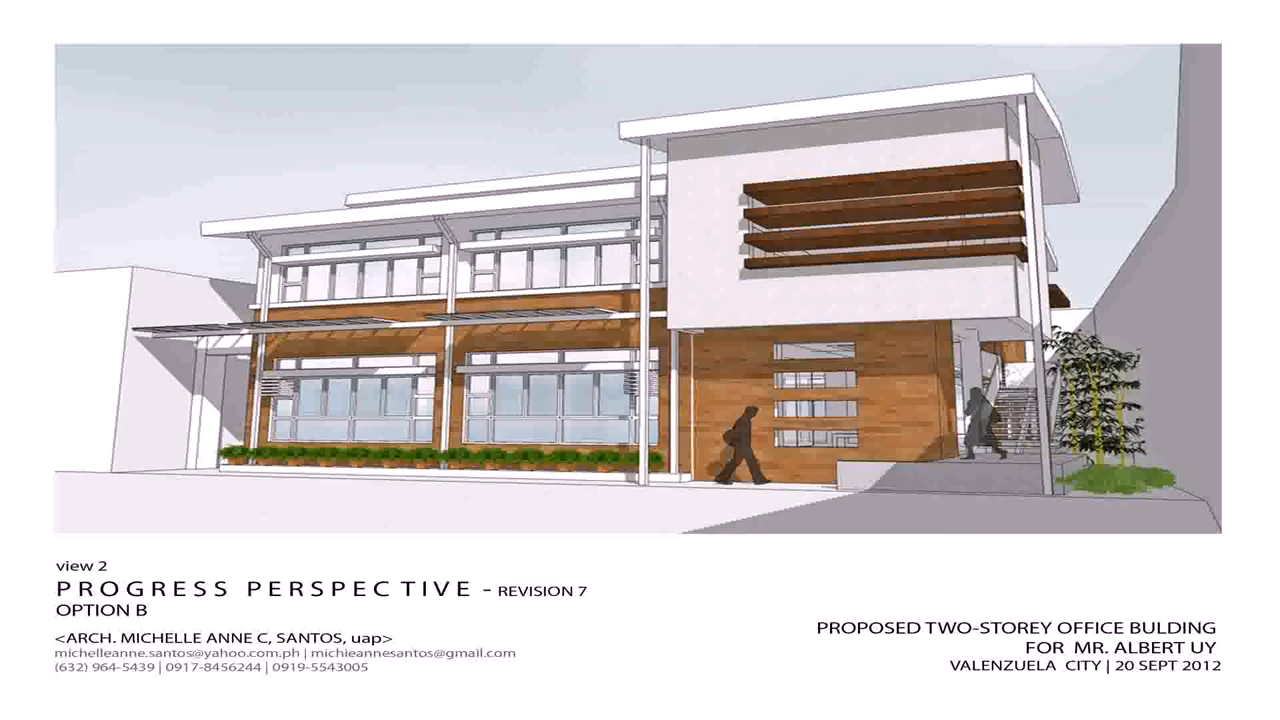 view 2
PROGRESS PERSPECTIVE - REVISION 7
OPTION B
<ARCH. MICHELLE ANNE C, SANTOS, uap>
michelleanne.santos@yahoo.com.ph | michieannesantos@gmail.com
(632) 964-5439 | 0917-8456244 | 0919-5543005
PROPOSED TWO-STOREY OFFICE BULDING
FOR MR. ALBERT UY
VALENZUELA CITY | 20 SEPT 2012